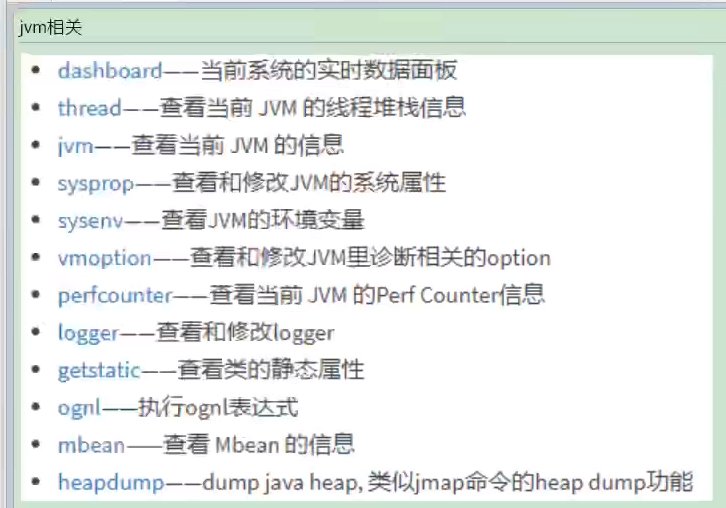 jvm相关
dashboard——当前系统的实时数据面板
thread——查看当前 JVM 的线程堆栈信息
jvm——查看当前 JVM 的信息
sysprop——查看和修改JVM的系统属性
sysenv——查看JVM的环境变量
vmoption——查看和修改JVM里诊断相关的option
perfcounter——查看当前 JVM 的Perf Counter信息
logger——查看和修改logger
getstatic——查看类的静态属性
ognl——执行ognl表达式
mbean——查看 Mbean 的信息
heapdump——dump java heap, 类似jmap命令的heap dump功能